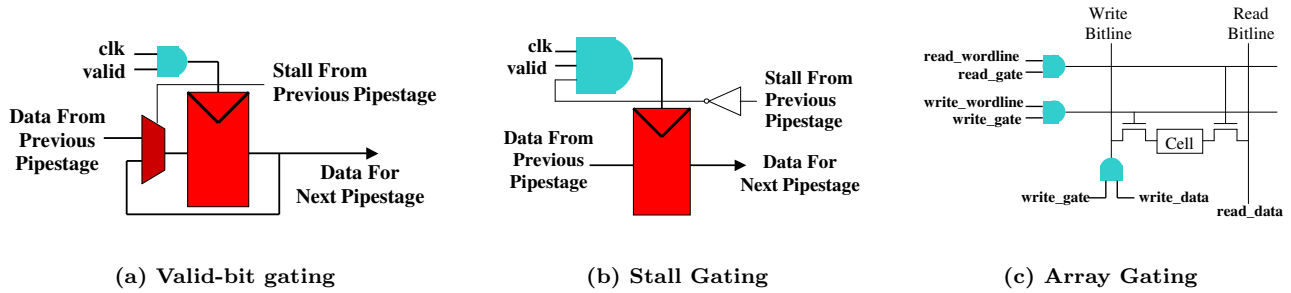 clk
valid
Stall From
Previous Pipestage
Data From
Previous
Pipestage
Data For
Next Pipestage
(a) Valid-bit gating
clk
valid
Stall From
Previous
Pipestage
Data From
Previous
Pipestage
Data For
Next Pipestage
(b) Stall Gating
Write
Bitline
Read
Bitline
read_wordline
read_gate
write_wordline
write_gate
Cell
write_gate
write_data
read_data
(c) Array Gating